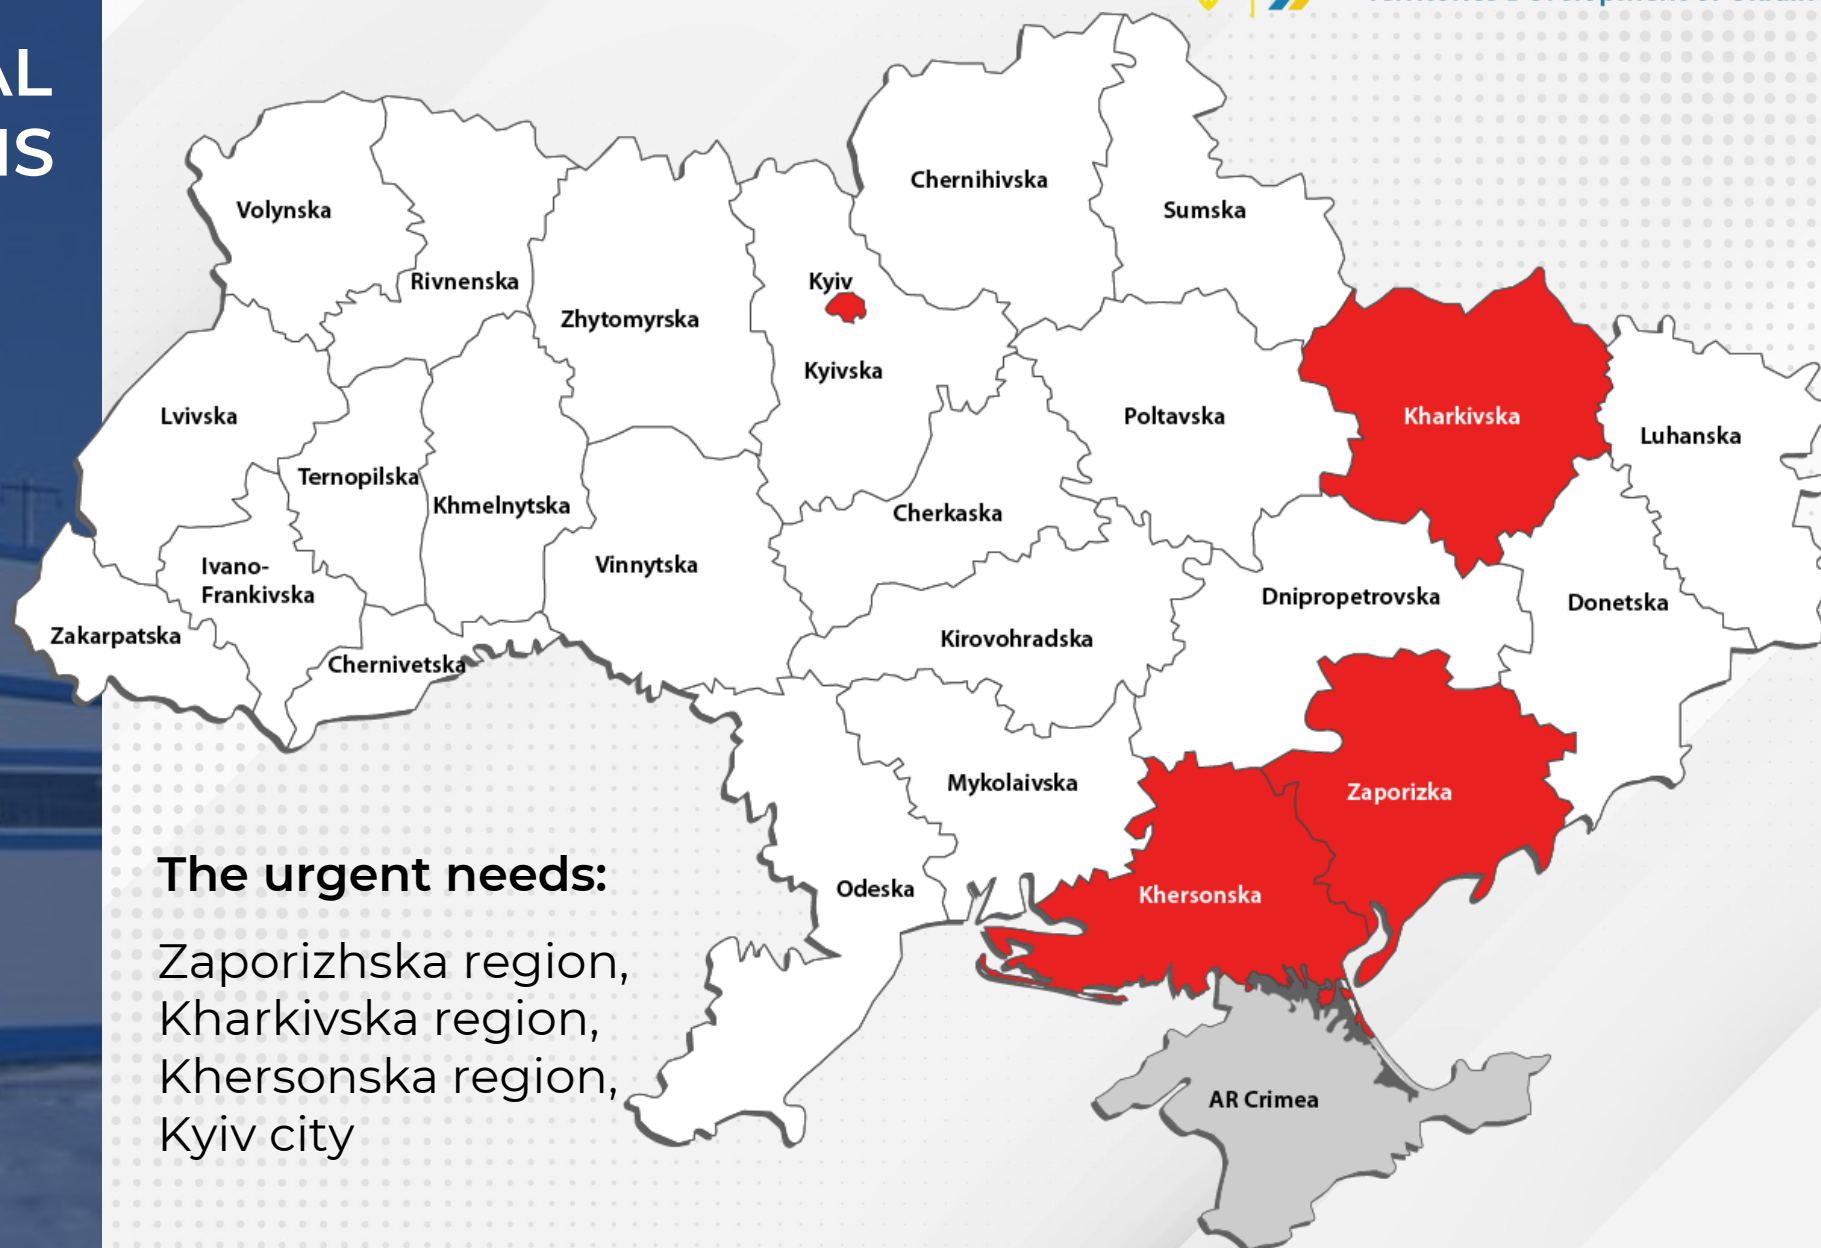 AL
IS
Chernihivska
Volynska
Sumska
Rivnenska
Kyiv
Zhytomyrska
Kyivska
Lvivska
Poltavska
Kharkivska
Luhanska
Ternopilska
Khmelnytska
Cherkaska
Ivano-
Frankivska
Vinnytska
Dnipropetrovska
Donetska
Zakarpatska
Kirovohradska
Chernivetska
Mykolaivska
Zaporizka
Odeska
Khersonska
AR Crimea
The urgent needs:
Zaporizhska region,
Kharkivska region,
Khersonska region,
Kyiv city